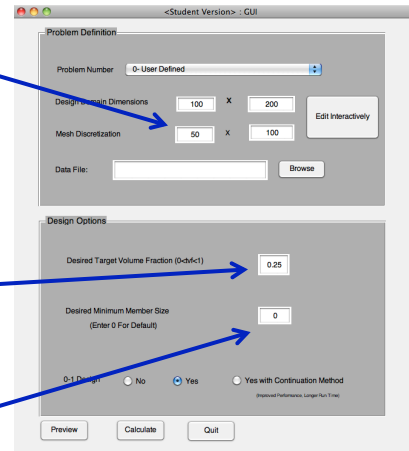 <Student Version> : GUI
Problem Definition
Problem Number 0- User Defined
Design Domain Dimensions 100 X 200
Edit Interactively
Mesh Discretization 50 X 100
Data File: Browse
Design Options
Desired Target Volume Fraction (0<tvf<1) 0.25
Desired Minimum Member Size 0
(Enter 0 For Default)
0-1 Design No Yes Yes with Continuation Method
(Improved Performance, Longer Run Time)
Preview Calculate Quit